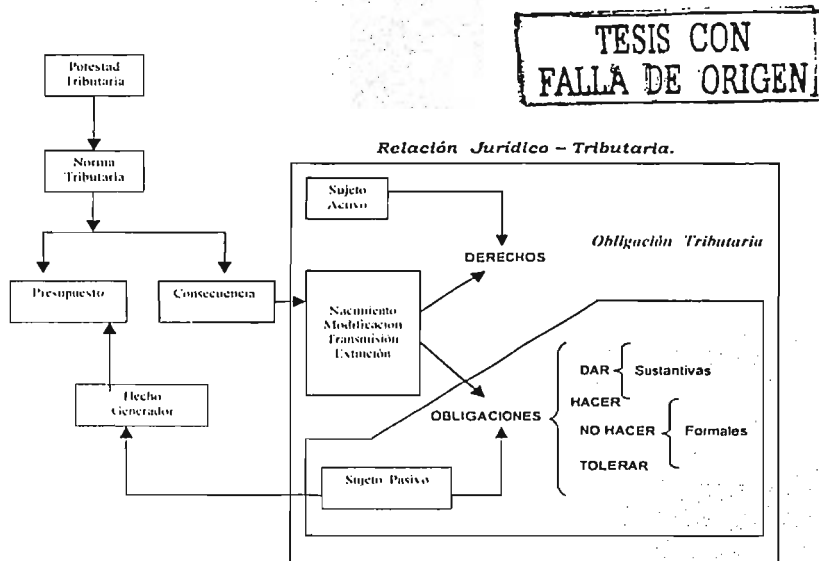 TESIS CON
FALLA DE ORIGEN
Potestad
Tributaria
Norma
Tributaria
Presupuesto
Consecuencia
Hecho
Generador
Relación Jurídico – Tributaria.
Sujeto
Activo
DERECHOS
Obligación Tributaria
Nacimiento
Modificacion
Transmisión
Extinción
OBLIGACIONES
DAR
Sustantivas
HACER
NO HACER
Formales
TOLERAR
Sujeto Pasivo